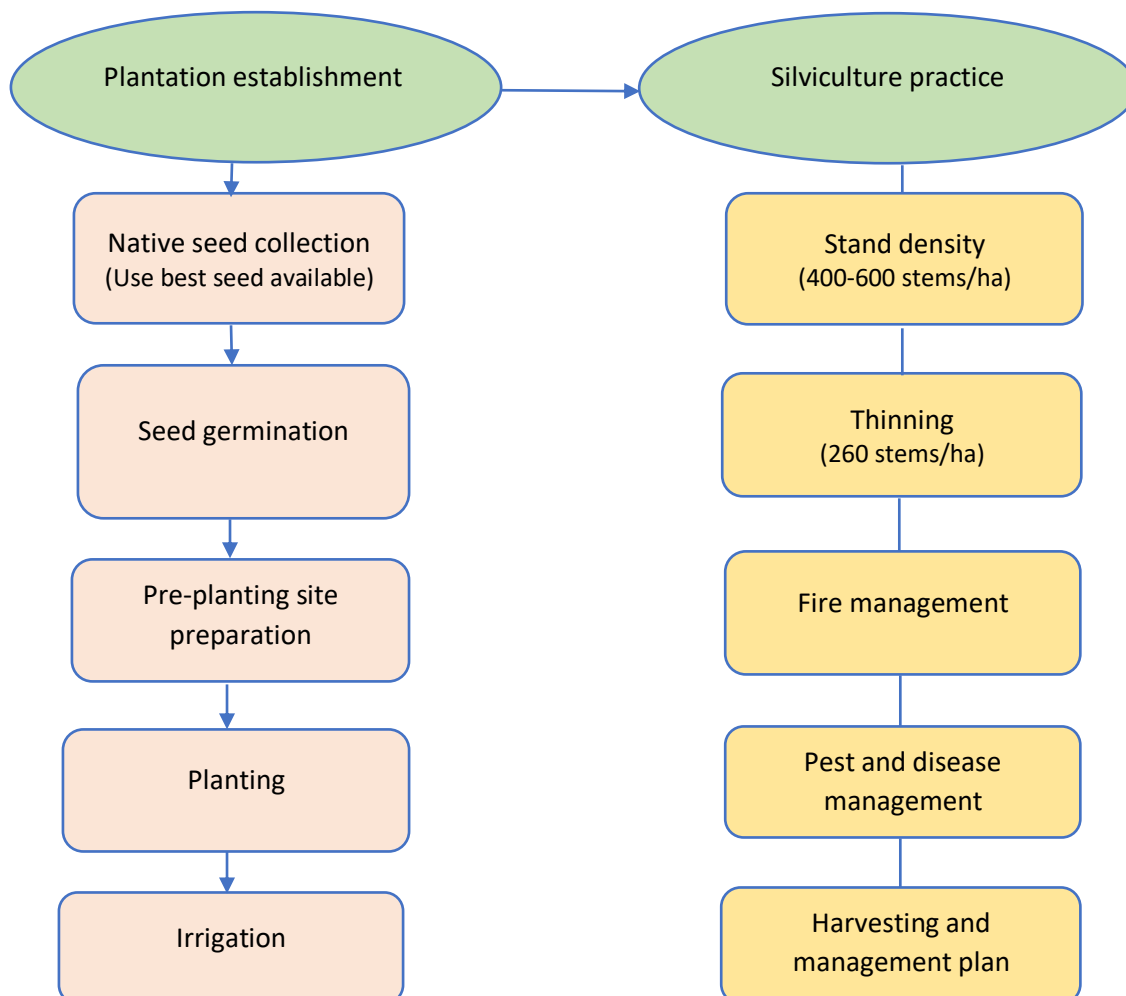 Plantation establishment
Silviculture practice
Native seed collection
(Use best seed available)
Seed germination
Pre-planting site
preparation
Planting
Irrigation
Stand density
(400-600 stems/ha)
Thinning
(260 stems/ha)
Fire management
Pest and disease
management
Harvesting and
management plan